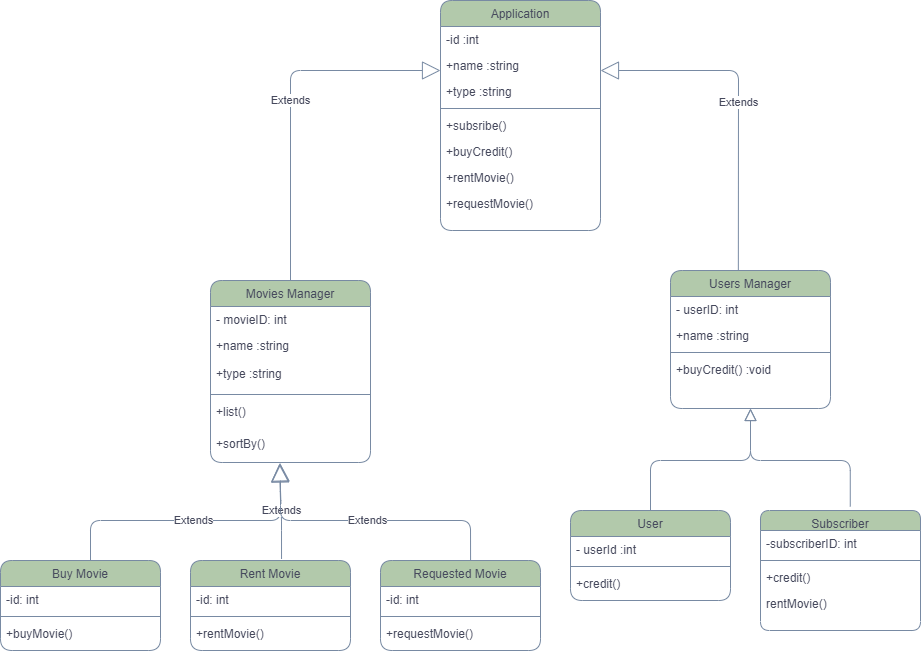 Application
-id :int
+name :string
+type :string
+subsribe()
+buyCredit()
+rentMovie()
+requestMovie()
Extends
Extends
Movies Manager
- movieID: int
+name :string
+type :string
+list()
+sortBy()
Users Manager
- userID: int
+name :string
+buyCredit() :void
Extends
Extends
Extends
Buy Movie
-id: int
+buyMovie()
Rent Movie
-id: int
+rentMovie()
Requested Movie
-id: int
+requestMovie()
User
- userId :int
+credit()
Subscriber
-subscriberID: int
+credit()
rentMovie()